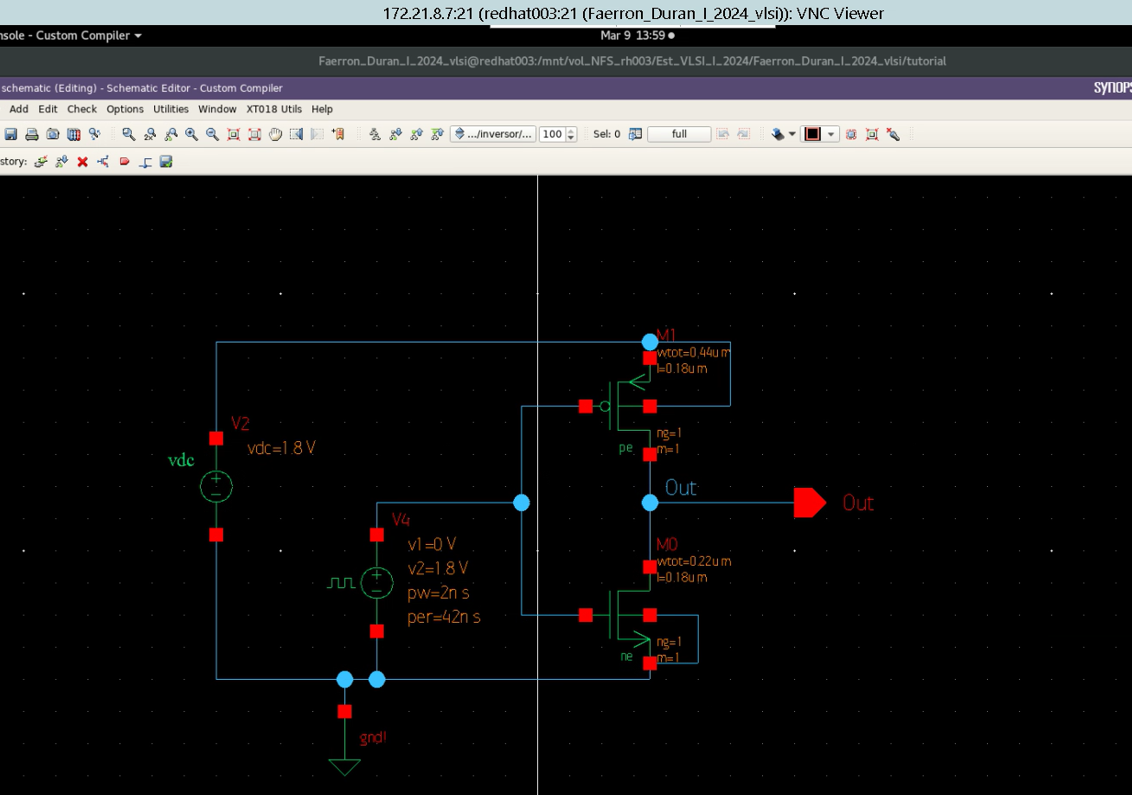 172.21.8.7:21 (redhat003:21 (Faerron_Duran_I_2024_vlsi)): VNC Viewer
nsole - Custom Compiler
Mar 9 13:59
Faerron_Duran_I_2024_vlsi@redhat003:/mnt/vol_NFS_rh003/Est_VLSI_I_2024/Faerron_Duran_I_2024_vlsi/tutorial
schematic (Editing) - Schematic Editor - Custom Compiler
SYNOPS
Add Edit Check Options Utilities Window XT018 Utils Help
.../inversor/... 100 Sel: 0 full
story:
M1
wtot=0.44u m
l=0.18u m
V2
vdc=1.8 V
vdc
ng=1
pe
m=1
Out
Out
V4
v1=0 V
v2=1.8 V
pw=2n s
per=42n s
M0
wtot=0.22u m
l=0.18u m
ng=1
ne
m=1
gnd!